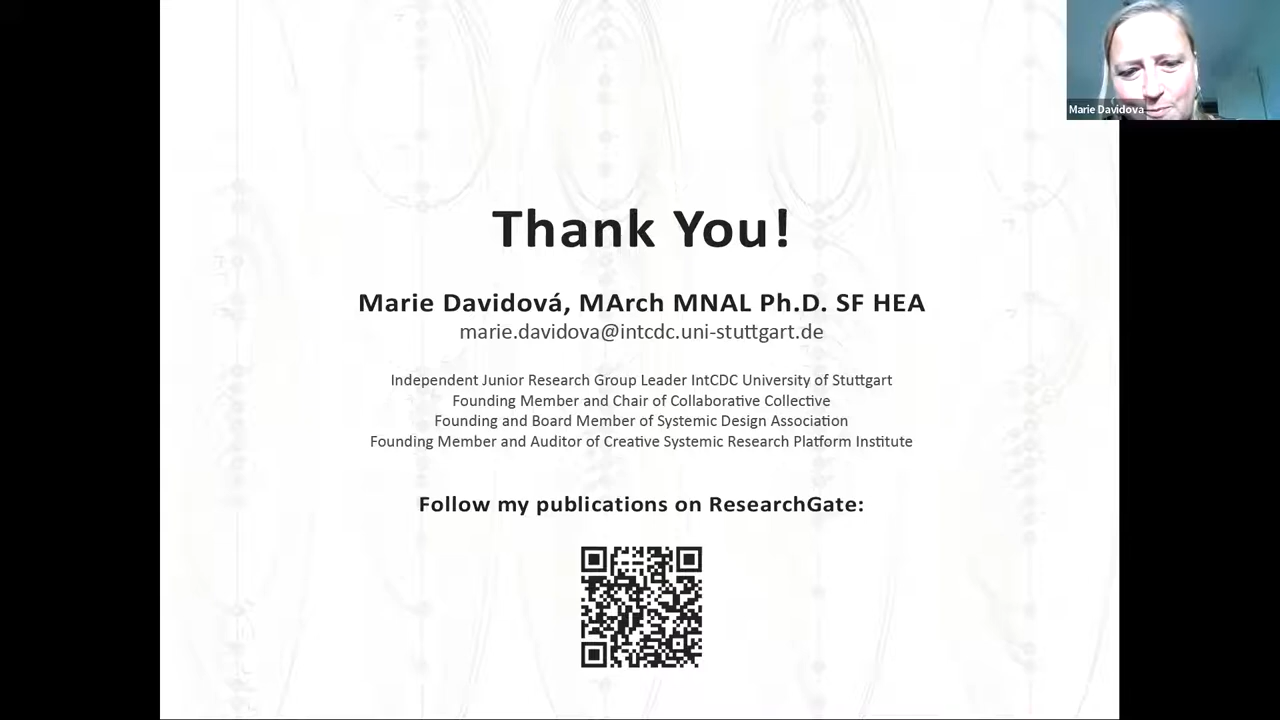 Marie Davidova
Thank You!
Marie Davidová, MArch MNAL Ph.D. SF HEA
marie.davidova@intcdc.uni-stuttgart.de
Independent Junior Research Group Leader IntCDC University of Stuttgart
Founding Member and Chair of Collaborative Collective
Founding and Board Member of Systemic Design Association
Founding Member and Auditor of Creative Systemic Research Platform Institute
Follow my publications on ResearchGate: